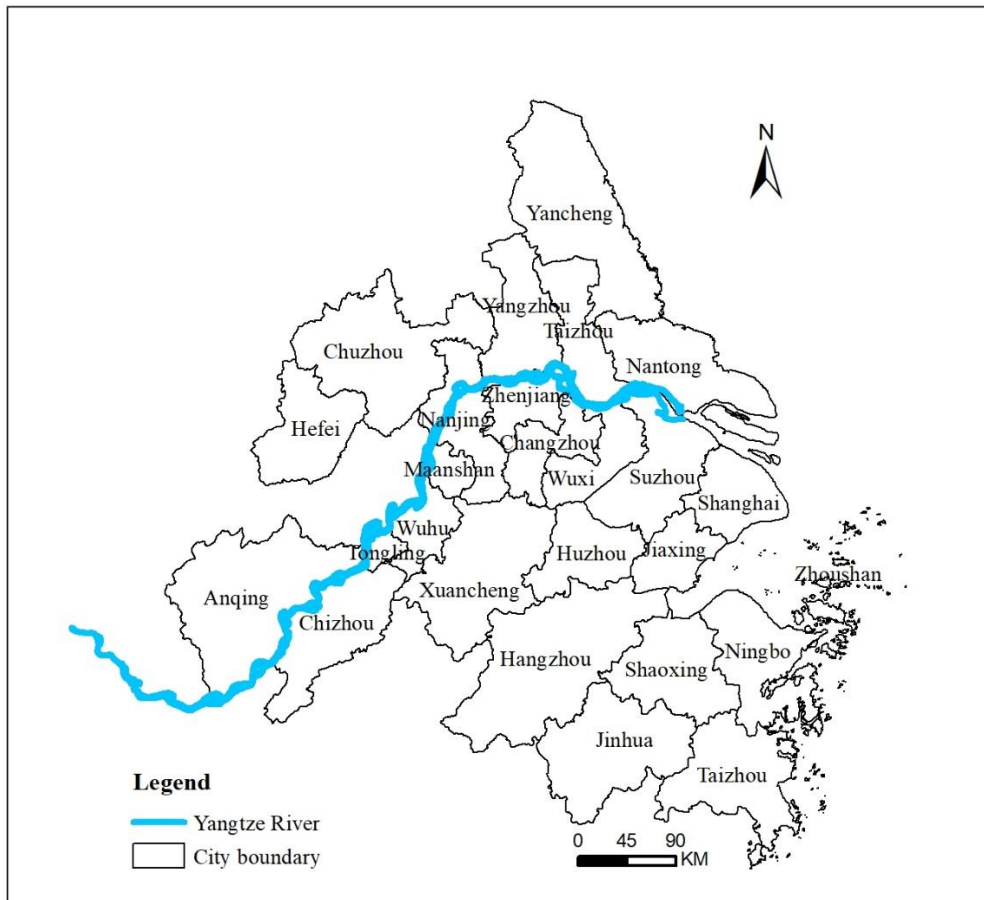 N
Yancheng
Yangzhou
Taizhou
Chuzhou
Nantong
Zhenjiang
Nanjing
Hefei
Changzhou
Maanshan
Wuxi
Suzhou
Shanghai
Wuhu
Tongling
Huzhou
Jiaxing
Zhoushan
Xuancheng
Anqing
Chizhou
Hangzhou
Shaoxing
Ningbo
Jinhua
Taizhou
Legend
Yangtze River
City boundary
0 45 90
KM